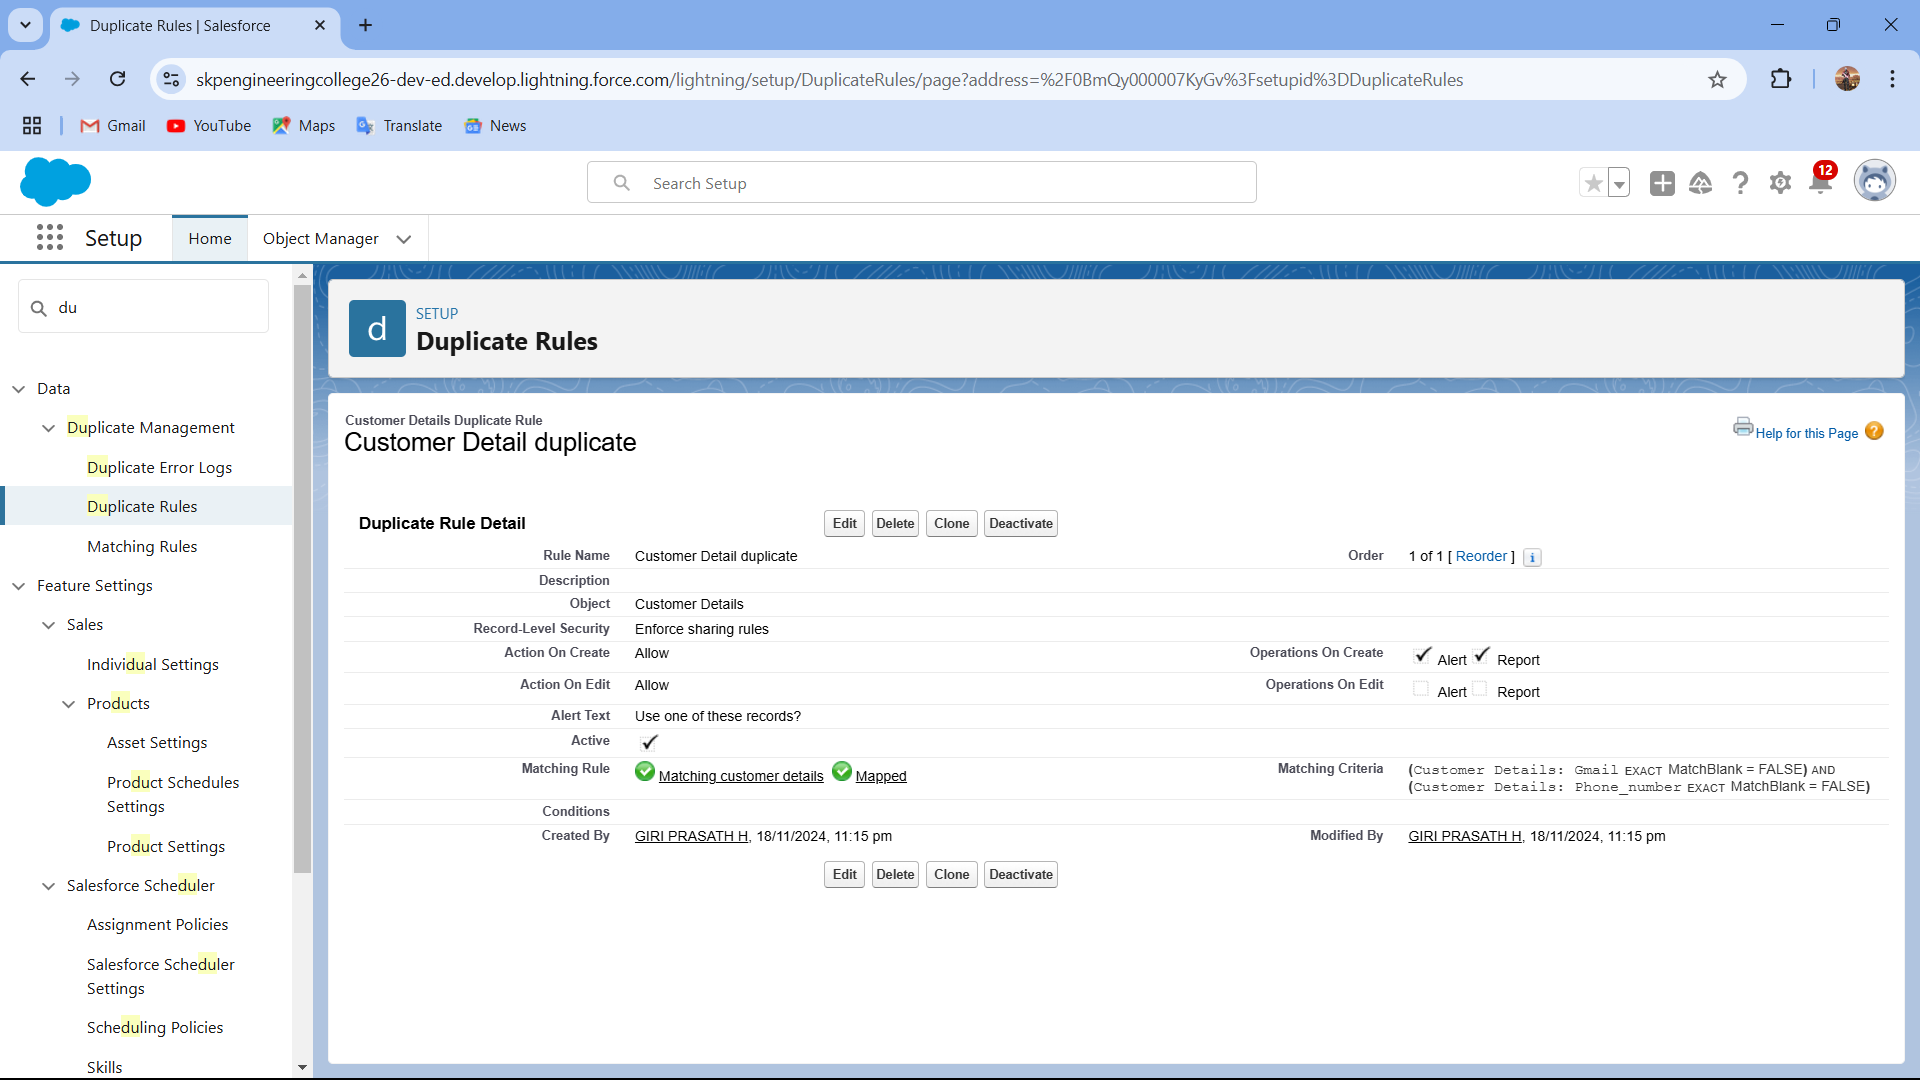 Duplicate Rules | Salesforce
skpengineeringcollege26-dev-ed.develop.lightning.force.com/lightning/setup/DuplicateRules/page?address=%2F0BmQy000007KyGv%3Fsetupid%3DDuplicateRules
Gmail YouTube Maps Translate News
Search Setup
12
Setup Home Object Manager
du
Data
Duplicate Management
Duplicate Error Logs
Duplicate Rules
Matching Rules
Feature Settings
Sales
Individual Settings
Products
Asset Settings
Product Schedules
Settings
Product Settings
Salesforce Scheduler
Assignment Policies
Salesforce Scheduler
Settings
Scheduling Policies
Skills
d
SETUP
Duplicate Rules
Customer Details Duplicate Rule
Customer Detail duplicate
Help for this Page ?
Duplicate Rule Detail Edit Delete Clone Deactivate
Rule Name Customer Detail duplicate Order 1 of 1 [ Reorder ] i
Description
Object Customer Details
Record-Level Security Enforce sharing rules
Action On Create Allow Operations On Create Alert Report
Action On Edit Allow Operations On Edit Alert Report
Alert Text Use one of these records?
Active
Matching Rule Matching customer details Mapped Matching Criteria (Customer Details: Gmail EXACT MatchBlank = FALSE) AND
(Customer Details: Phone_number EXACT MatchBlank = FALSE)
Conditions
Created By GIRI PRASATH H, 18/11/2024, 11:15 pm Modified By GIRI PRASATH H, 18/11/2024, 11:15 pm
Edit Delete Clone Deactivate